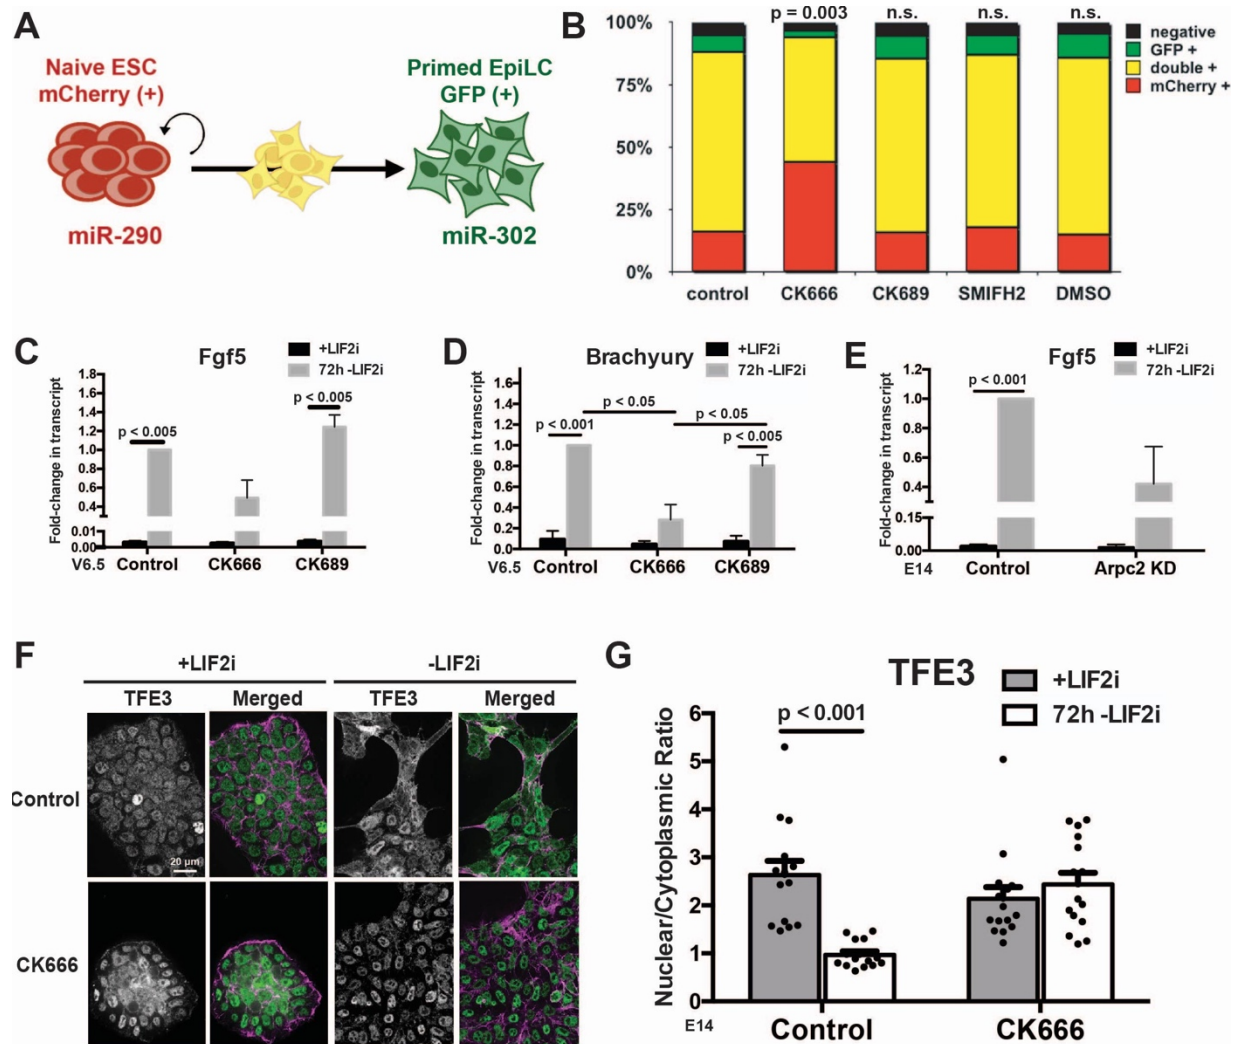 A
Naive ESC
mCherry (+)
Primed EpiLC
GFP (+)
miR-290
miR-302
B
p = 0.003
n.s.
n.s.
n.s.
100%
75%
50%
25%
0%
control
CK666
CK689
SMIFH2
DMSO
negative
GFP +
double +
mCherry +
C
Fgf5
+LIF2i
72h -LIF2i
Fold-change in transcript
1.8
1.6
1.4
1.2
1.0
0.8
0.6
0.4
0.01
0.00
p < 0.005
p < 0.005
V6.5
Control
CK666
CK689
D
Brachyury
+LIF2i
72h -LIF2i
Fold-change in transcript
1.6
1.4
1.2
1.0
0.8
0.6
0.4
0.2
0.0
p < 0.05
p < 0.05
p < 0.001
p < 0.005
V6.5
Control
CK666
CK689
E
Fgf5
+LIF2i
72h -LIF2i
Fold-change in transcript
1.2
1.0
0.8
0.6
0.4
0.15
0.00
p < 0.001
E14
Control
Arpc2 KD
F
+LIF2i
-LIF2i
TFE3
Merged
TFE3
Merged
Control
20 µm
CK666
G
TFE3
+LIF2i
72h -LIF2i
p < 0.001
Nuclear/Cytoplasmic Ratio
6
5
4
3
2
1
0
E14
Control
CK666